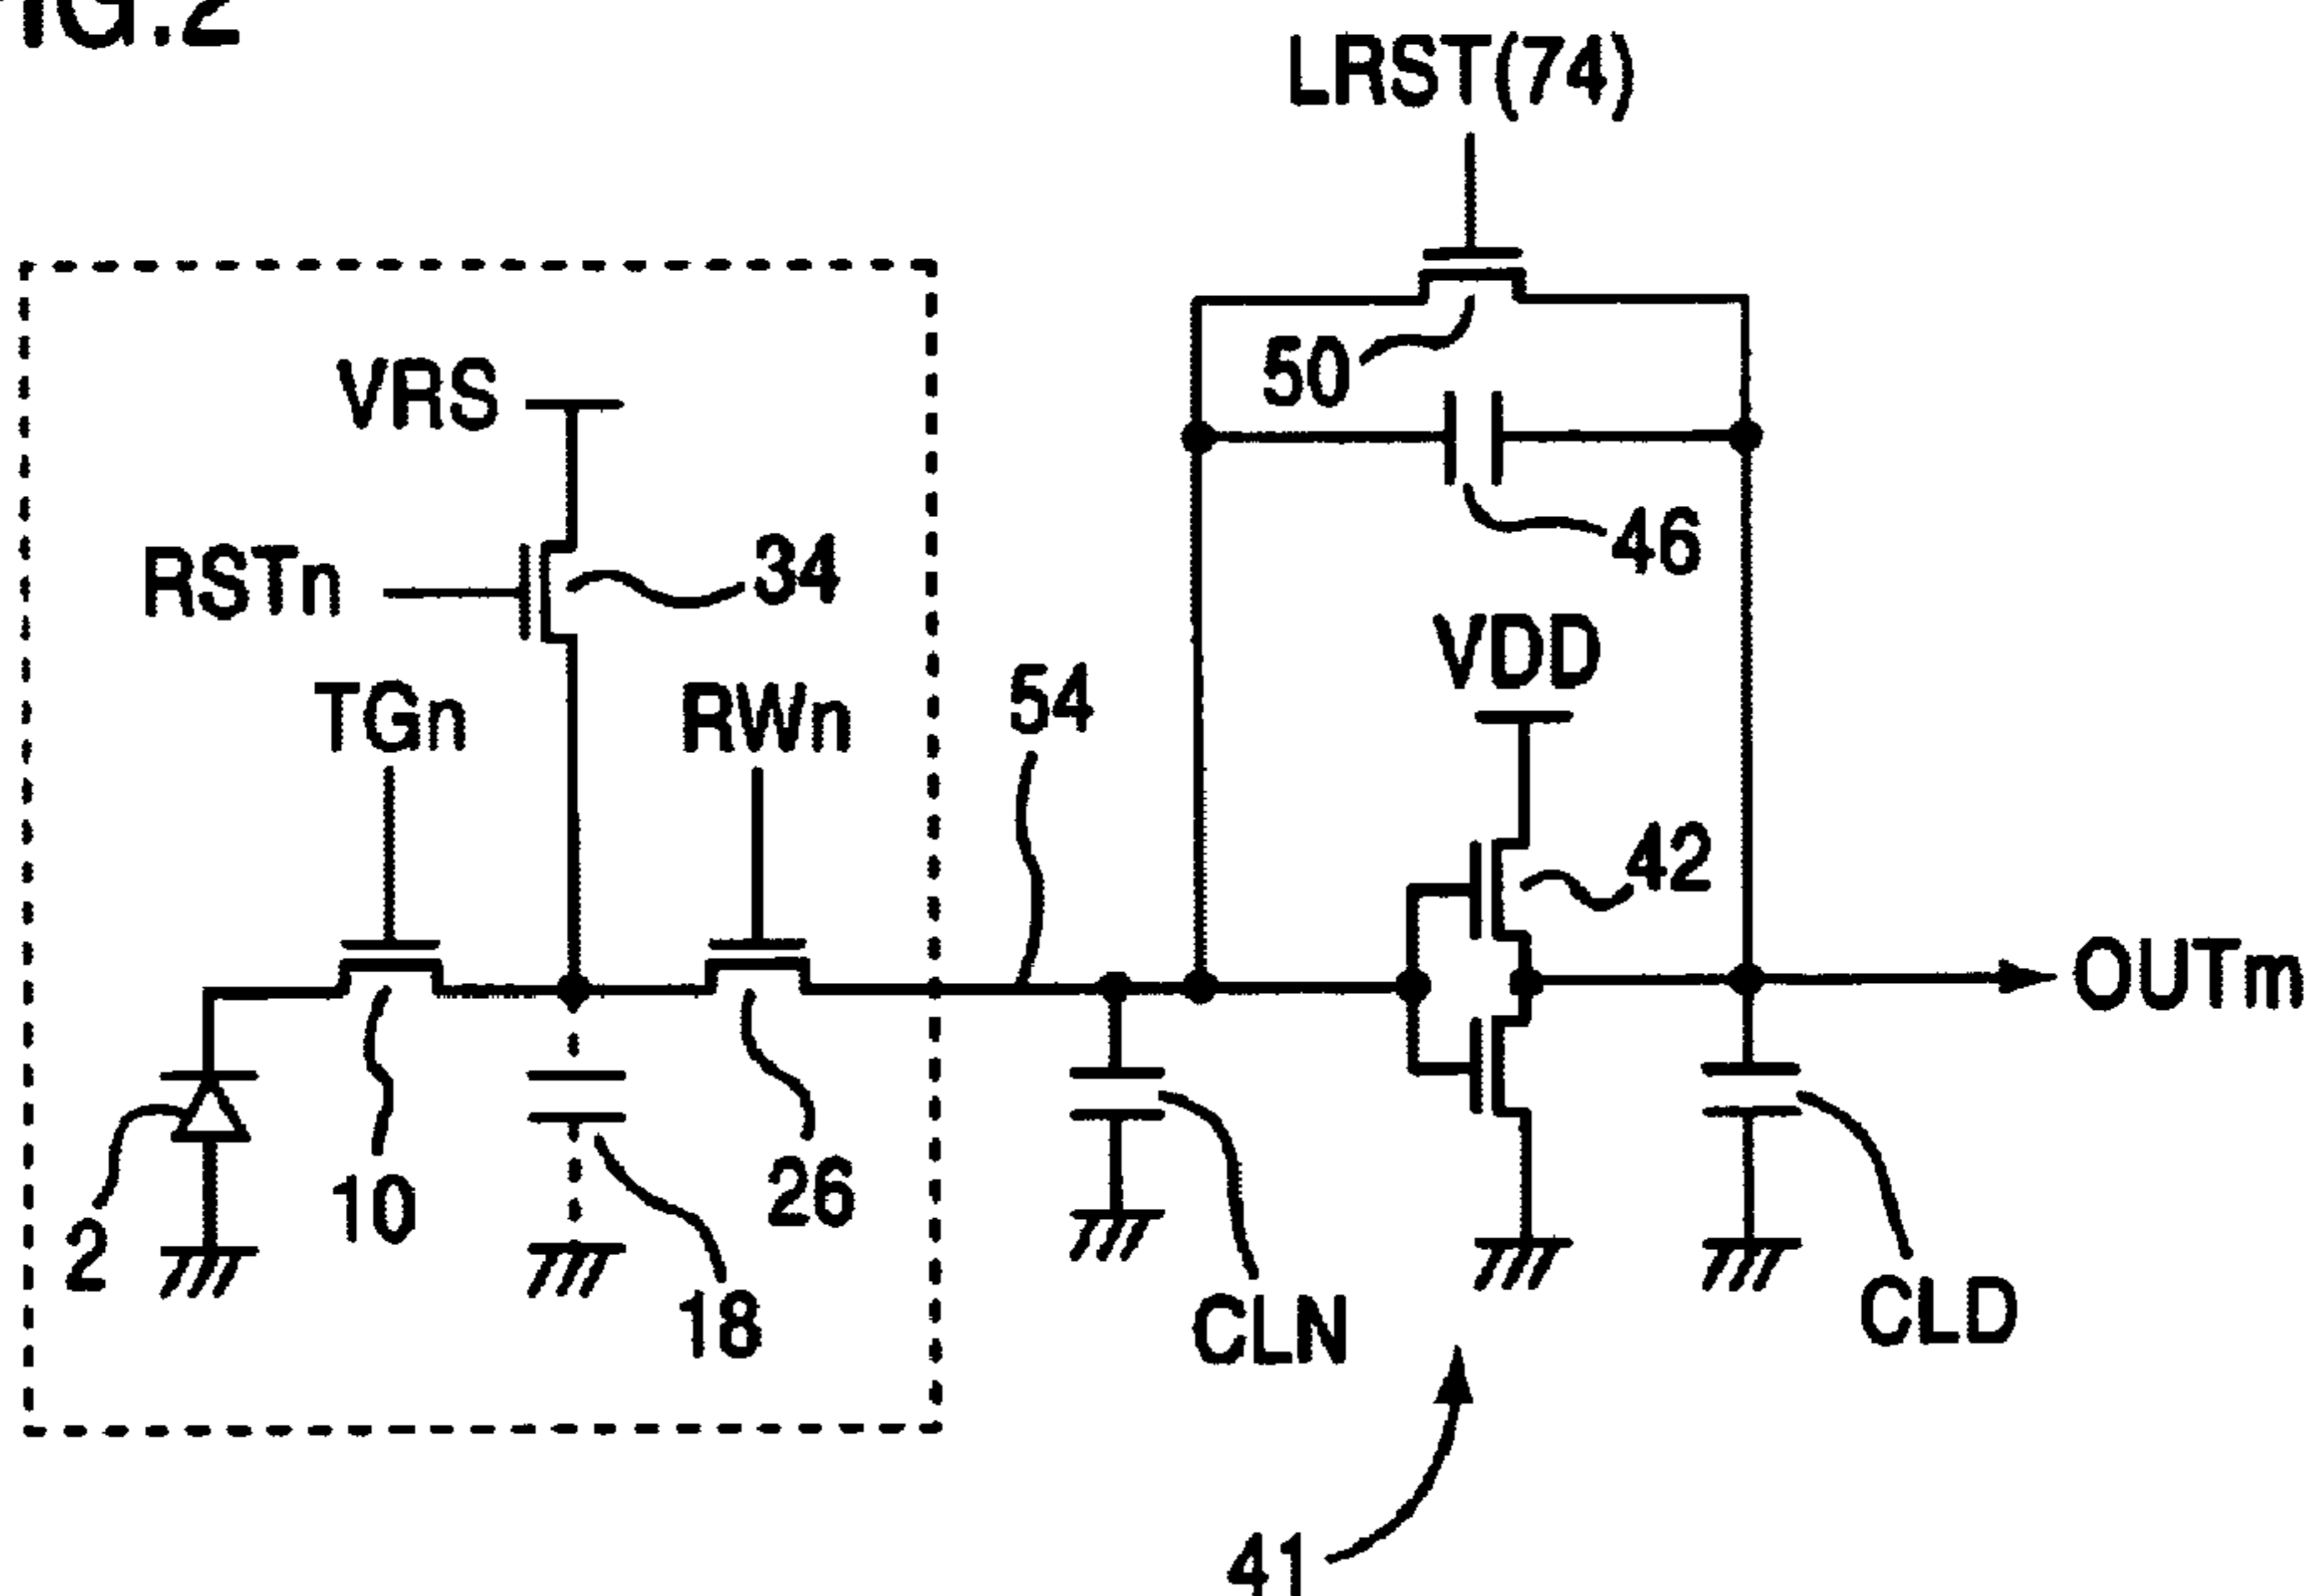 FIG.2
LRST(74)
VRS
50
46
RSTn
34
VDD
TGn
RWn
54
42
OUTm
2
10
26
18
CLN
CLD
41